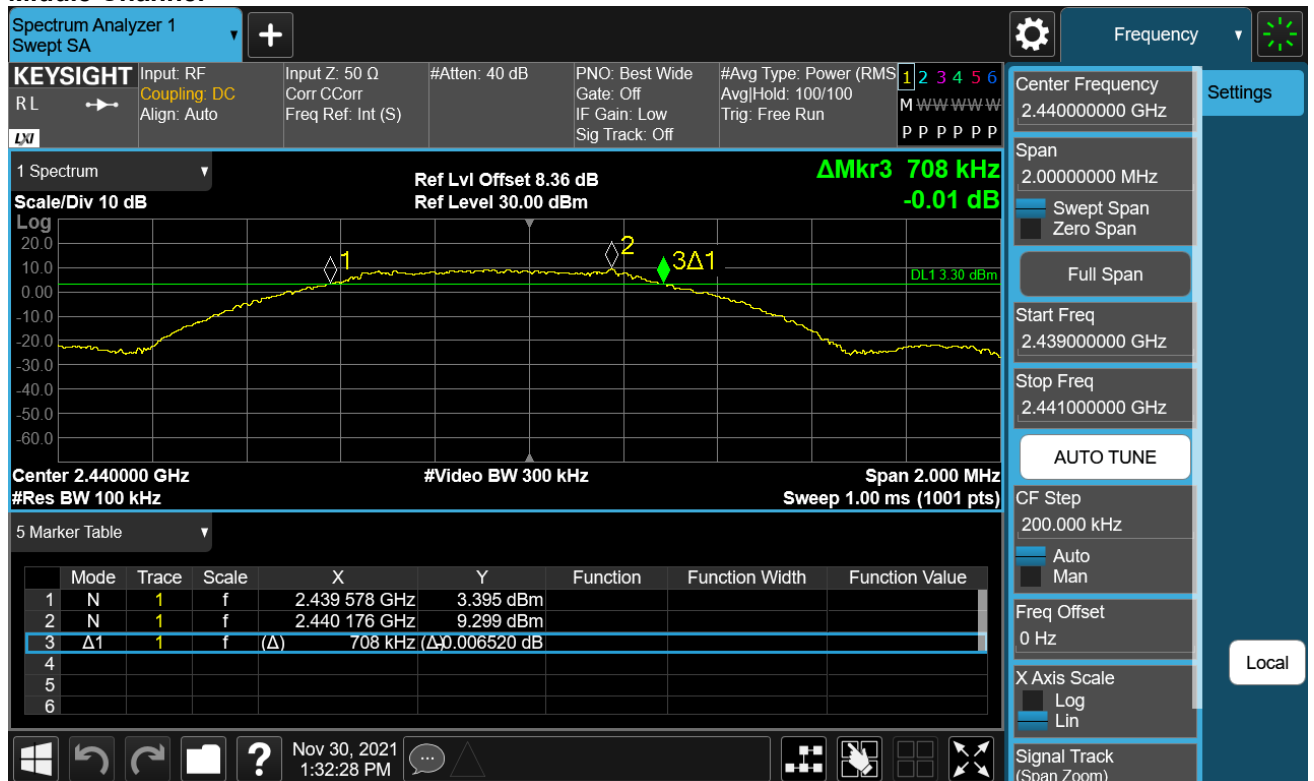 Spectrum Analyzer 1
Swept SA
Frequency
KEYSIGHT
R L
LXI
Input: RF
Coupling: DC
Align: Auto
Input Z: 50 Ω
Corr CCorr
Freq Ref: Int (S)
#Atten: 40 dB
PNO: Best Wide
Gate: Off
IF Gain: Low
Sig Track: Off
#Avg Type: Power (RMS
Avg|Hold: 100/100
Trig: Free Run
1 2 3 4 5 6
M W W W W W
P P P P P P
1 Spectrum
Scale/Div 10 dB
Ref Lvl Offset 8.36 dB
Ref Level 30.00 dBm
ΔMkr3 708 kHz
-0.01 dB
Log
20.0
10.0
0.00
-10.0
-20.0
-30.0
-40.0
-50.0
-60.0
1
2
3Δ1
DL1 3.30 dBm
Center 2.440000 GHz
#Video BW 300 kHz
Span 2.000 MHz
#Res BW 100 kHz
Sweep 1.00 ms (1001 pts)
5 Marker Table
Mode Trace Scale X Y Function Function Width Function Value
1 N 1 f 2.439 578 GHz 3.395 dBm
2 N 1 f 2.440 176 GHz 9.299 dBm
3 Δ1 1 f (Δ) 708 kHz (Δ) -0.006520 dB
4
5
6
Nov 30, 2021
1:32:28 PM
Settings
Center Frequency
2.440000000 GHz
Span
2.00000000 MHz
Swept Span
Zero Span
Full Span
Start Freq
2.439000000 GHz
Stop Freq
2.441000000 GHz
AUTO TUNE
CF Step
200.000 kHz
Auto
Man
Freq Offset
0 Hz
X Axis Scale
Log
Lin
Signal Track
(Span Zoom)
Local